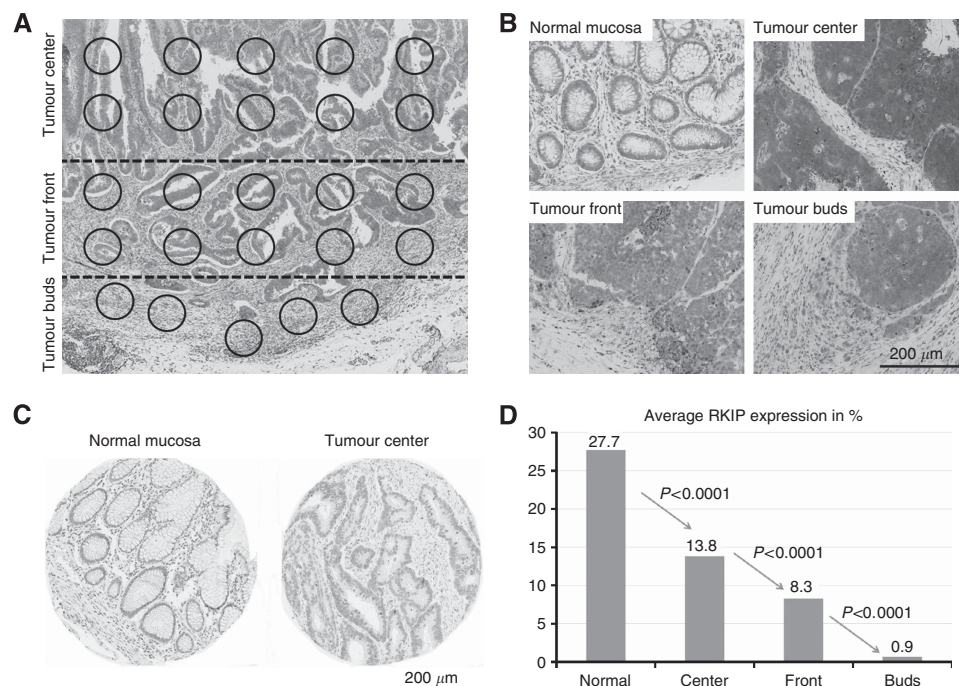 A
Tumour center
Tumour front
Tumour buds
B
Normal mucosa
Tumour center
Tumour front
Tumour buds
200 μm
C
Normal mucosa
Tumour center
200 μm
D
Average RKIP expression in %
30
25
20
15
10
5
0
27.7
P<0.0001
13.8
P<0.0001
8.3
P<0.0001
0.9
Normal
Center
Front
Buds